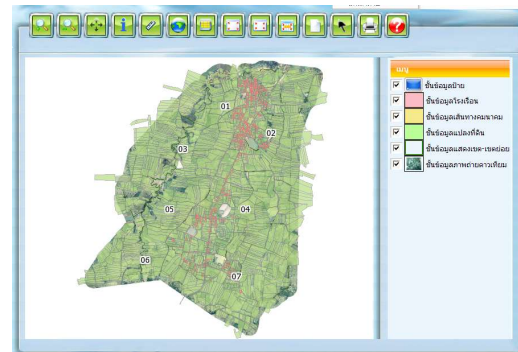 01
02
03
05
04
06
07
เมนู
ชั้นข้อมูลป้าย
ชั้นข้อมูลโรงเรือน
ชั้นข้อมูลเส้นทางคมนาคม
ชั้นข้อมูลแปลงที่ดิน
ชั้นข้อมูลแสดงเขต-เขตย่อย
ชั้นข้อมูลภาพถ่ายดาวเทียม